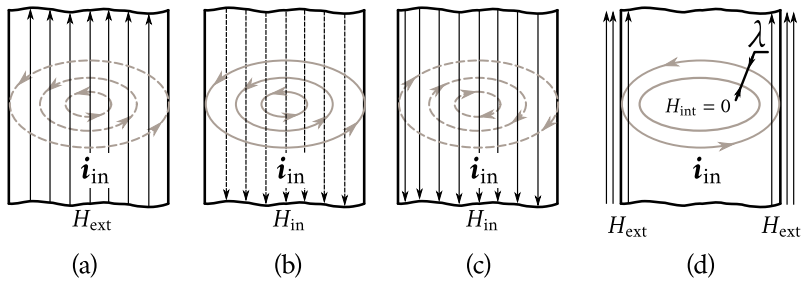 λ
H_int = 0
i_in
i_in
i_in
i_in
H_ext
H_in
H_in
H_ext
H_ext
(a)
(b)
(c)
(d)